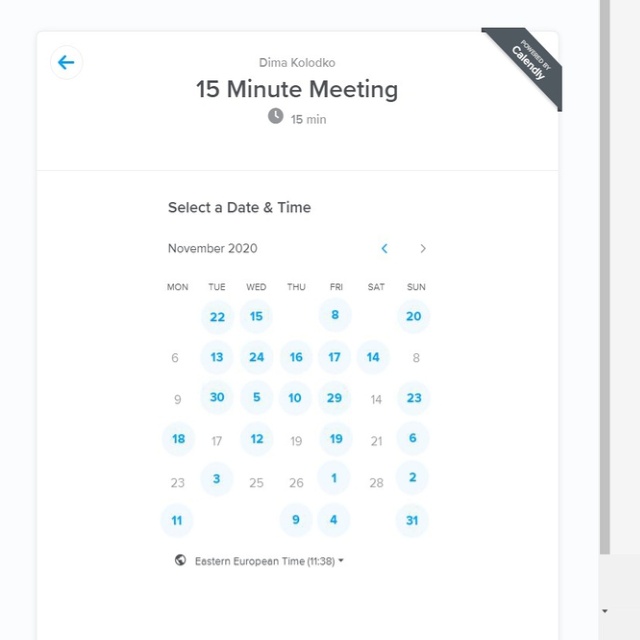 Dima Kolodko
POWERED BY
Calendly
15 Minute Meeting
15 min
Select a Date & Time
November 2020
MON TUE WED THU FRI SAT SUN
22 15 8 20
6 13 24 16 17 14 8
9 30 5 10 29 14 23
18 17 12 19 19 21 6
23 3 25 26 1 28 2
11 9 4 31
Eastern European Time (11:38)